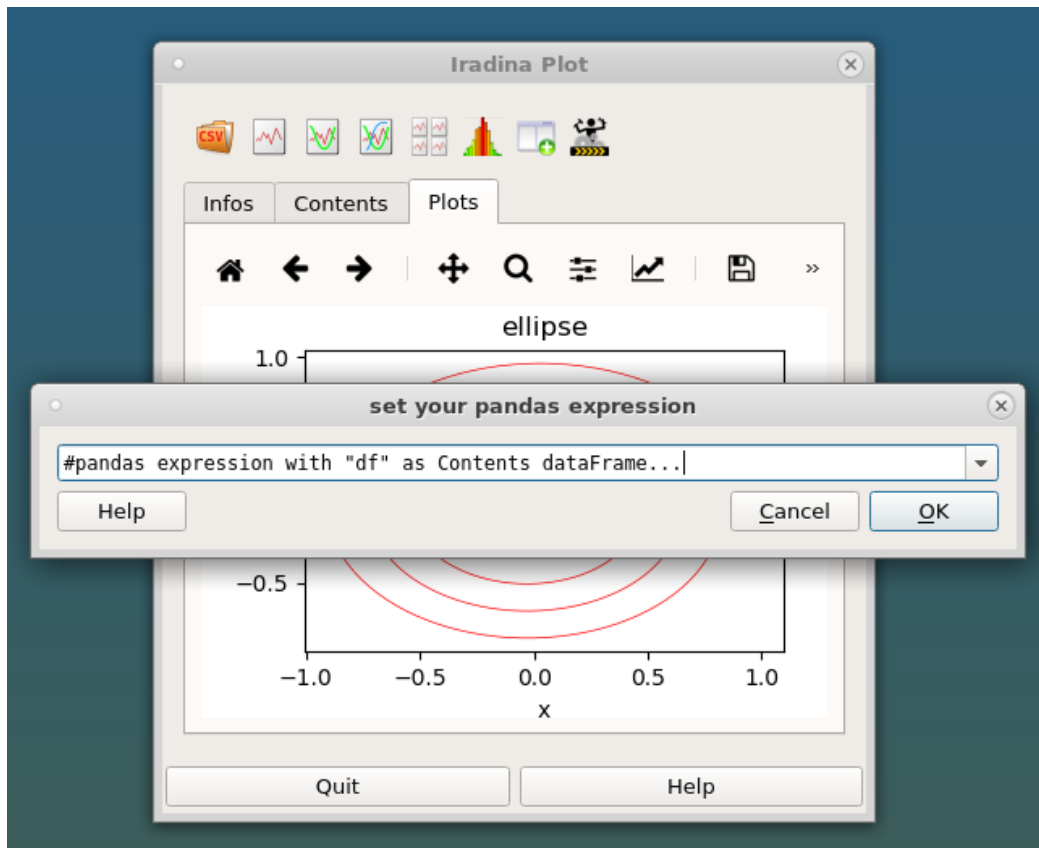 Iradina Plot
CSV
Infos Contents Plots
»
ellipse
1.0
set your pandas expression
#pandas expression with "df" as Contents dataFrame...
Help Cancel OK
−0.5
−1.0 −0.5 0.0 0.5 1.0
x
Quit Help